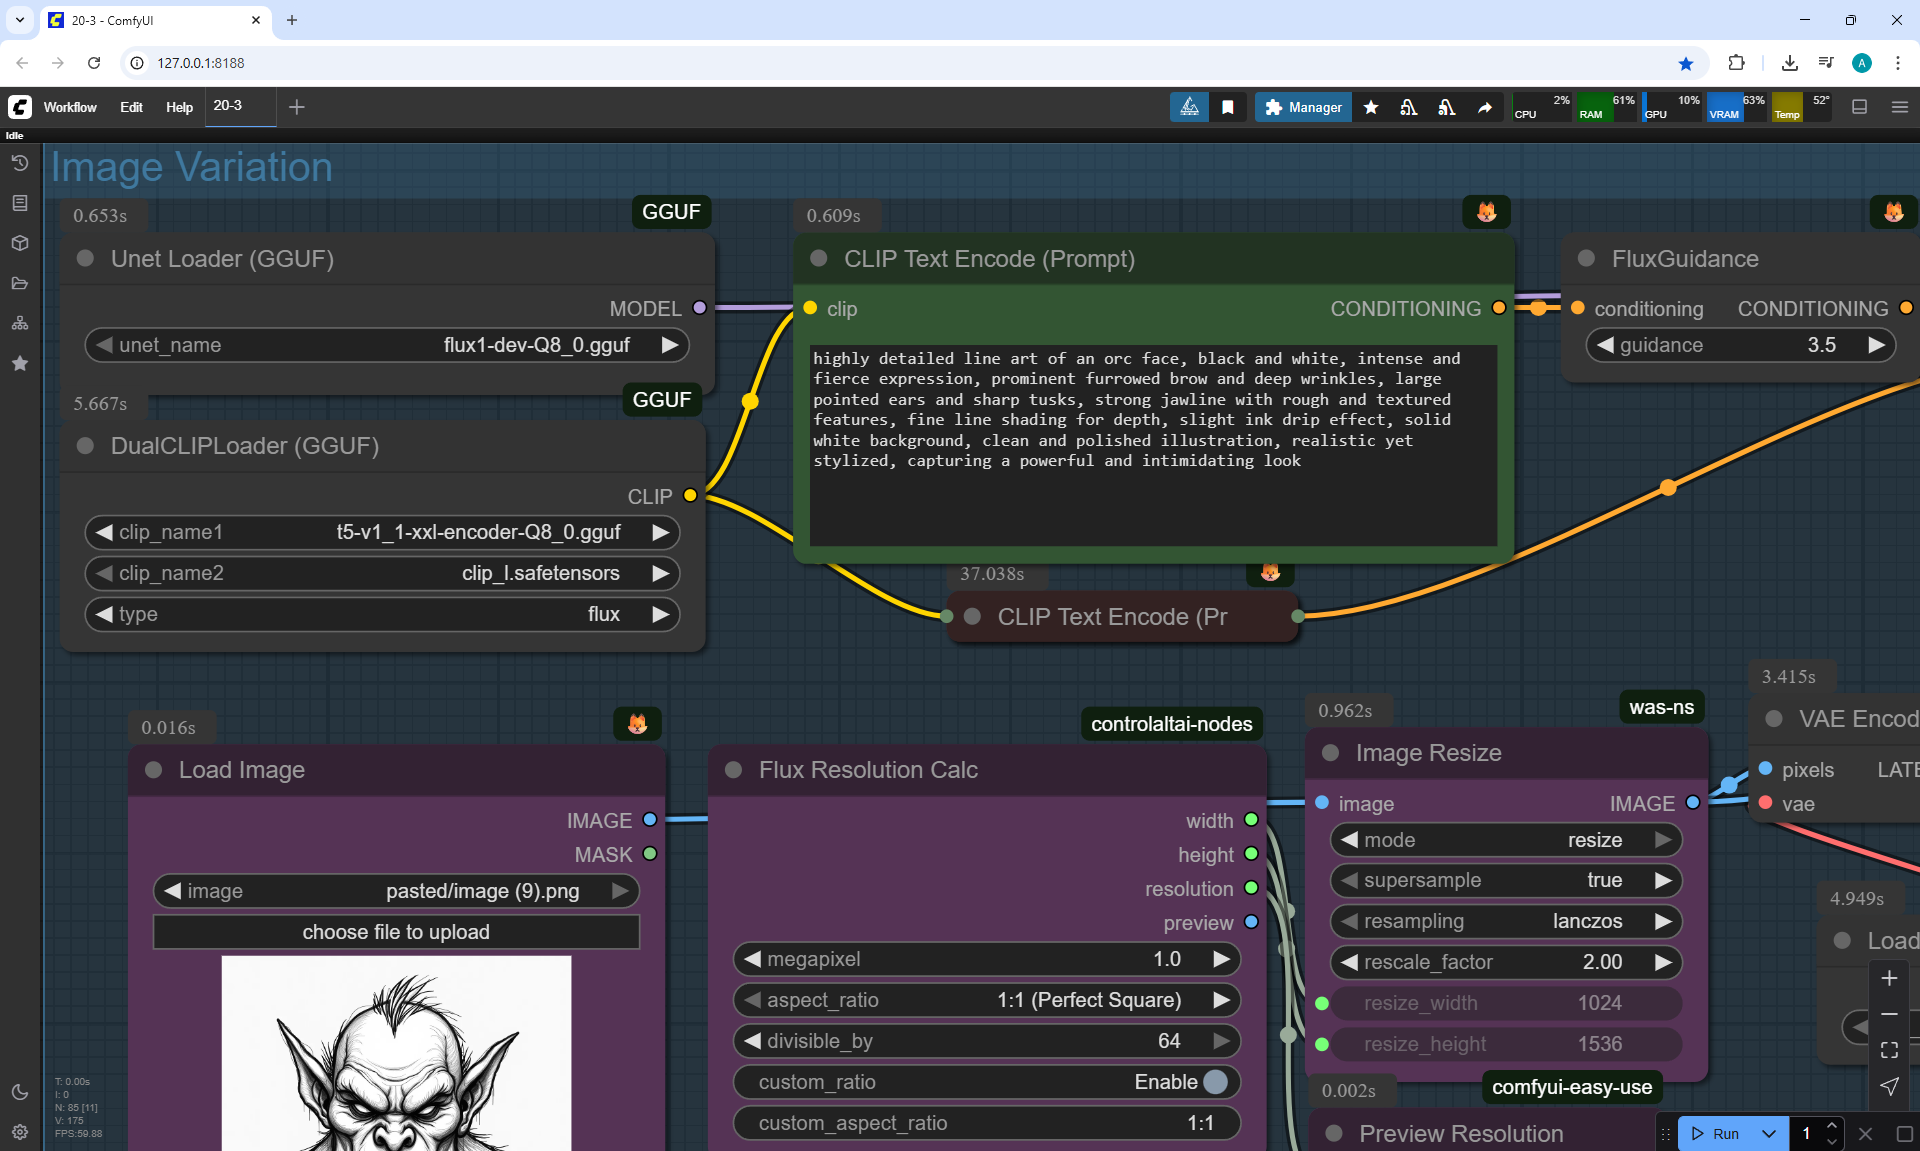 20-3 - ComfyUI
127.0.0.1:8188
A
Workflow Edit Help 20-3
Manager
CPU 2% RAM 61% GPU 10% VRAM 63% Temp 52°
Idle
Image Variation
0.653s
GGUF
Unet Loader (GGUF)
MODEL
unet_name flux1-dev-Q8_0.gguf
5.667s
GGUF
DualCLIPLoader (GGUF)
CLIP
clip_name1 t5-v1_1-xxl-encoder-Q8_0.gguf
clip_name2 clip_l.safetensors
type flux
0.609s
CLIP Text Encode (Prompt)
clip CONDITIONING
highly detailed line art of an orc face, black and white, intense and
fierce expression, prominent furrowed brow and deep wrinkles, large
pointed ears and sharp tusks, strong jawline with rough and textured
features, fine line shading for depth, slight ink drip effect, solid
white background, clean and polished illustration, realistic yet
stylized, capturing a powerful and intimidating look
37.038s
CLIP Text Encode (Pr
FluxGuidance
conditioning CONDITIONING
guidance 3.5
0.016s
Load Image
IMAGE
MASK
image pasted/image (9).png
choose file to upload
controlaltai-nodes
Flux Resolution Calc
width
height
resolution
preview
megapixel 1.0
aspect_ratio 1:1 (Perfect Square)
divisible_by 64
custom_ratio Enable
custom_aspect_ratio 1:1
0.962s
was-ns
Image Resize
image IMAGE
mode resize
supersample true
resampling lanczos
rescale_factor 2.00
resize_width 1024
resize_height 1536
3.415s
VAE Encod
pixels LATE
vae
4.949s
Load
0.002s
comfyui-easy-use
Preview Resolution
T: 0.00s
I: 0
N: 85 [11]
V: 175
FPS:59.88
Run 1